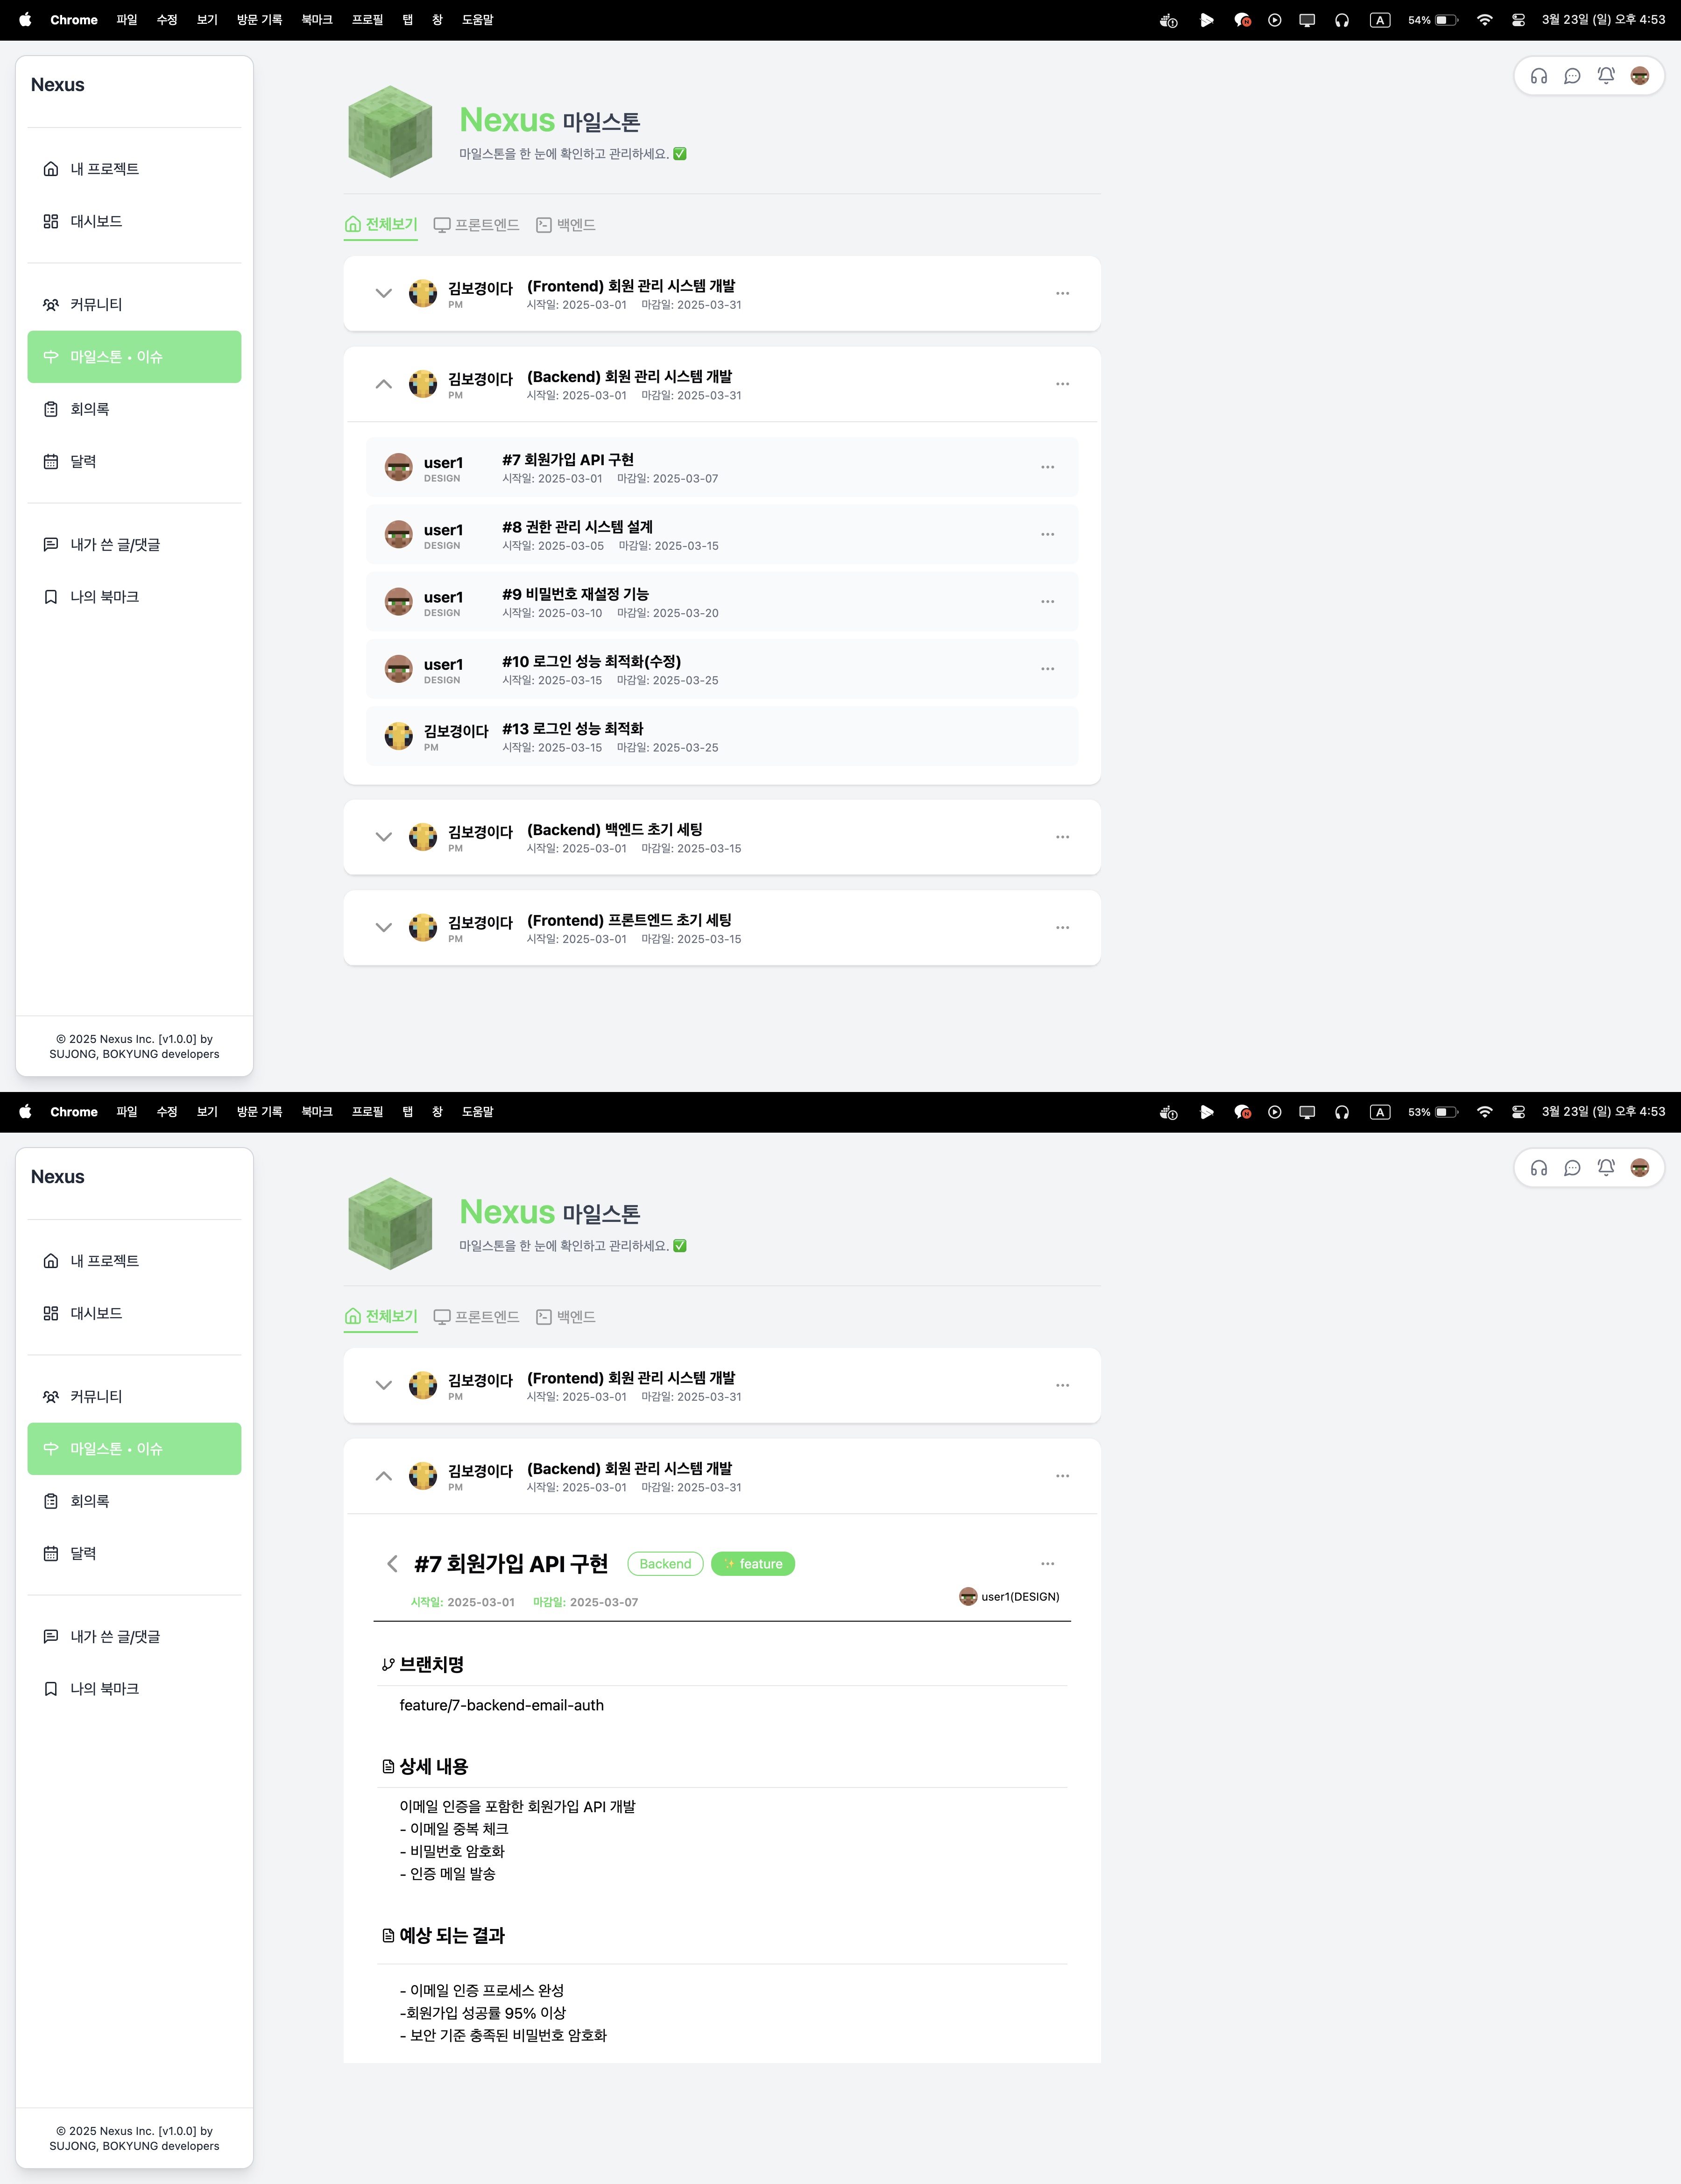 Chrome 파일 수정 보기 방문 기록 북마크 프로필 탭 창 도움말 A 54% 3월 23일 (일) 오후 4:53
Nexus
내 프로젝트
대시보드
커뮤니티
마일스톤 • 이슈
회의록
달력
내가 쓴 글/댓글
나의 북마크
© 2025 Nexus Inc. [v1.0.0] by
SUJONG, BOKYUNG developers
Nexus 마일스톤
마일스톤을 한 눈에 확인하고 관리하세요. ✅
전체보기 프론트엔드 백엔드
김보경이다 (Frontend) 회원 관리 시스템 개발
PM 시작일: 2025-03-01 마감일: 2025-03-31
김보경이다 (Backend) 회원 관리 시스템 개발
PM 시작일: 2025-03-01 마감일: 2025-03-31
user1 #7 회원가입 API 구현
DESIGN 시작일: 2025-03-01 마감일: 2025-03-07
user1 #8 권한 관리 시스템 설계
DESIGN 시작일: 2025-03-05 마감일: 2025-03-15
user1 #9 비밀번호 재설정 기능
DESIGN 시작일: 2025-03-10 마감일: 2025-03-20
user1 #10 로그인 성능 최적화(수정)
DESIGN 시작일: 2025-03-15 마감일: 2025-03-25
김보경이다 #13 로그인 성능 최적화
PM 시작일: 2025-03-15 마감일: 2025-03-25
김보경이다 (Backend) 백엔드 초기 세팅
PM 시작일: 2025-03-01 마감일: 2025-03-15
김보경이다 (Frontend) 프론트엔드 초기 세팅
PM 시작일: 2025-03-01 마감일: 2025-03-15
Chrome 파일 수정 보기 방문 기록 북마크 프로필 탭 창 도움말 A 53% 3월 23일 (일) 오후 4:53
Nexus
내 프로젝트
대시보드
커뮤니티
마일스톤 • 이슈
회의록
달력
내가 쓴 글/댓글
나의 북마크
© 2025 Nexus Inc. [v1.0.0] by
SUJONG, BOKYUNG developers
Nexus 마일스톤
마일스톤을 한 눈에 확인하고 관리하세요. ✅
전체보기 프론트엔드 백엔드
김보경이다 (Frontend) 회원 관리 시스템 개발
PM 시작일: 2025-03-01 마감일: 2025-03-31
김보경이다 (Backend) 회원 관리 시스템 개발
PM 시작일: 2025-03-01 마감일: 2025-03-31
#7 회원가입 API 구현 Backend ✨ feature
시작일: 2025-03-01 마감일: 2025-03-07 user1(DESIGN)
브랜치명
feature/7-backend-email-auth
상세 내용
이메일 인증을 포함한 회원가입 API 개발
- 이메일 중복 체크
- 비밀번호 암호화
- 인증 메일 발송
예상 되는 결과
- 이메일 인증 프로세스 완성
-회원가입 성공률 95% 이상
- 보안 기준 충족된 비밀번호 암호화